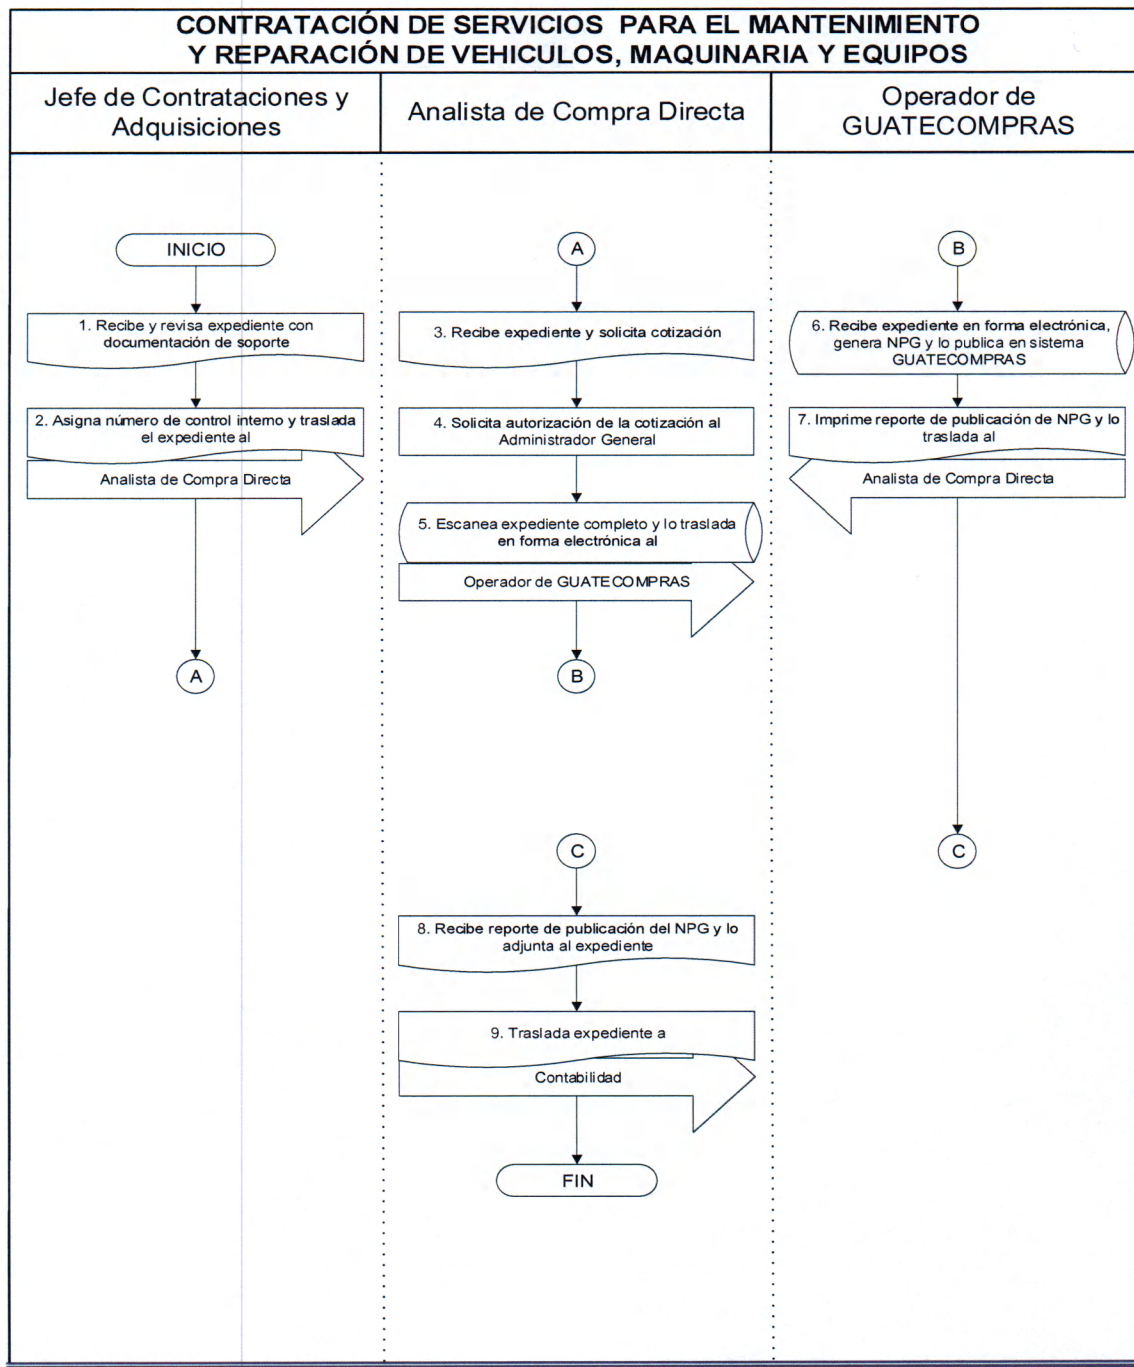 CONTRATACIÓN DE SERVICIOS PARA EL MANTENIMIENTO
Y REPARACIÓN DE VEHICULOS, MAQUINARIA Y EQUIPOS
Jefe de Contrataciones y
Adquisiciones
Analista de Compra Directa
Operador de
GUATECOMPRAS
INICIO
1. Recibe y revisa expediente con
documentación de soporte
2. Asigna número de control interno y traslada
el expediente al
Analista de Compra Directa
A
A
3. Recibe expediente y solicita cotización
4. Solicita autorización de la cotización al
Administrador General
5. Escanea expediente completo y lo traslada
en forma electrónica al
Operador de GUATECOMPRAS
B
B
6. Recibe expediente en forma electrónica,
genera NPG y lo publica en sistema
GUATECOMPRAS
7. Imprime reporte de publicación de NPG y lo
traslada al
Analista de Compra Directa
C
C
8. Recibe reporte de publicación del NPG y lo
adjunta al expediente
9. Traslada expediente a
Contabilidad
FIN